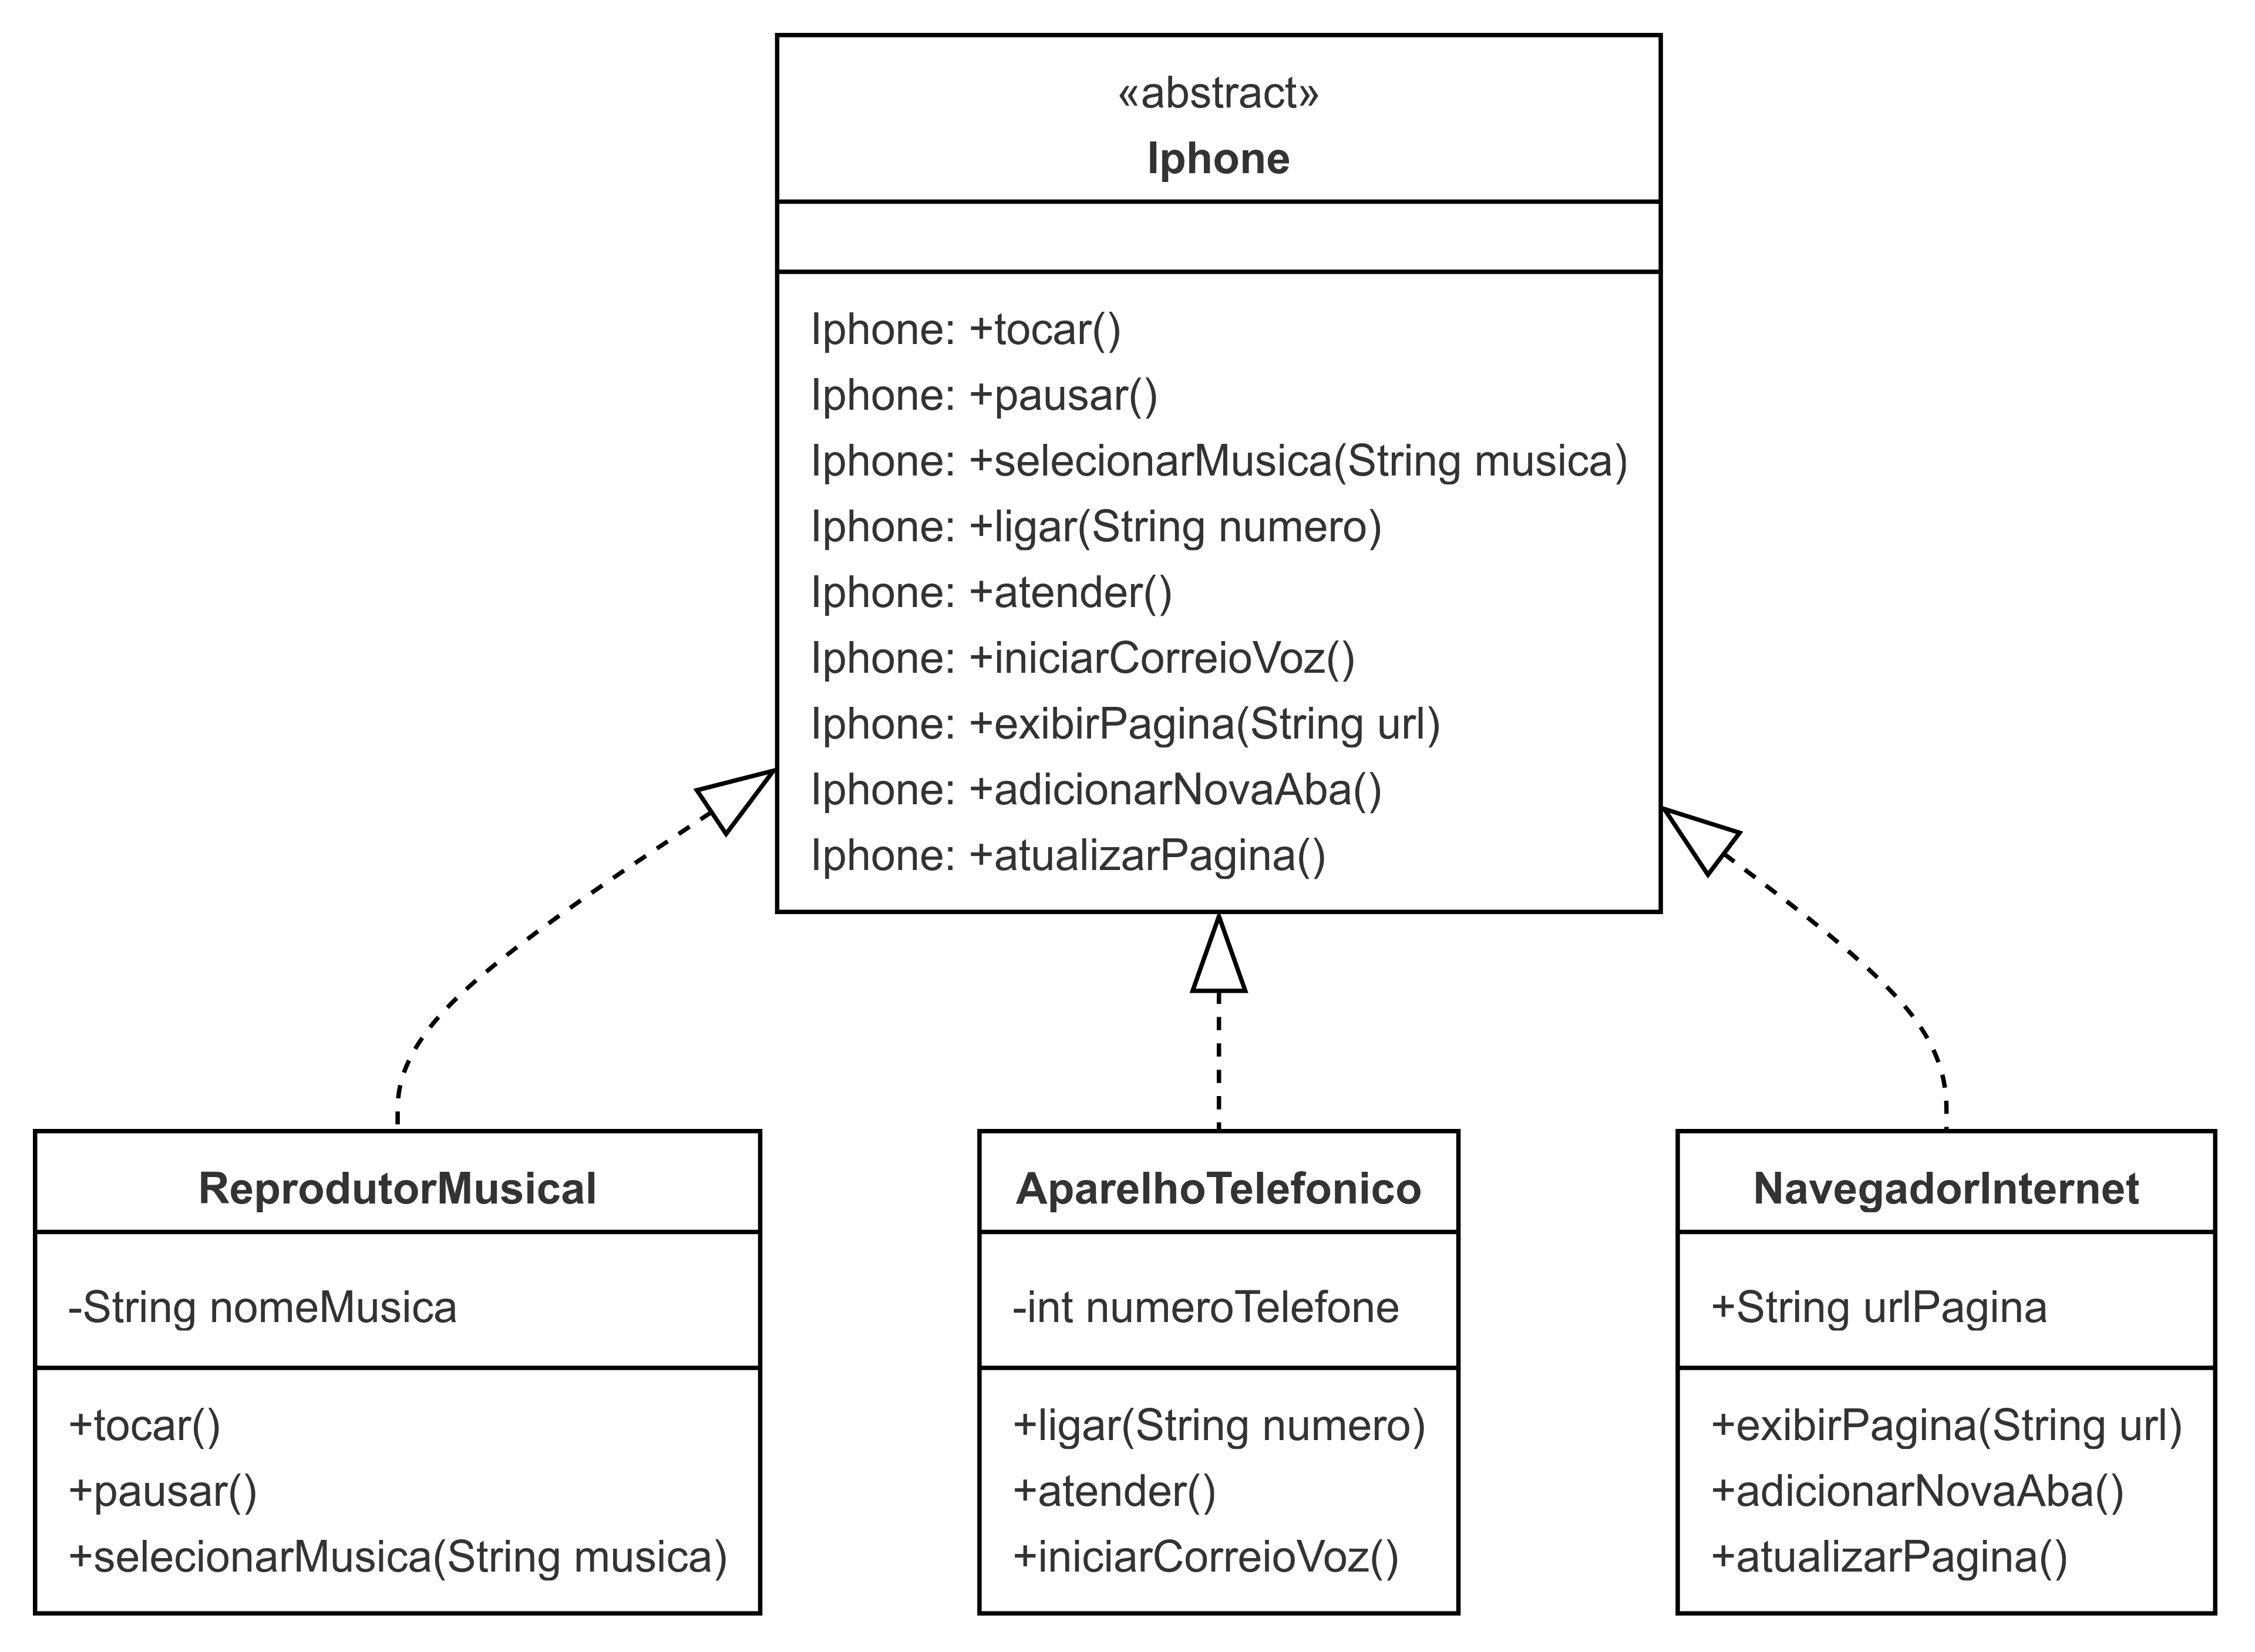 «abstract»
Iphone
Iphone: +tocar()
Iphone: +pausar()
Iphone: +selecionarMusica(String musica)
Iphone: +ligar(String numero)
Iphone: +atender()
Iphone: +iniciarCorreioVoz()
Iphone: +exibirPagina(String url)
Iphone: +adicionarNovaAba()
Iphone: +atualizarPagina()
ReprodutorMusical
-String nomeMusica
+tocar()
+pausar()
+selecionarMusica(String musica)
AparelhoTelefonico
-int numeroTelefone
+ligar(String numero)
+atender()
+iniciarCorreioVoz()
NavegadorInternet
+String urlPagina
+exibirPagina(String url)
+adicionarNovaAba()
+atualizarPagina()